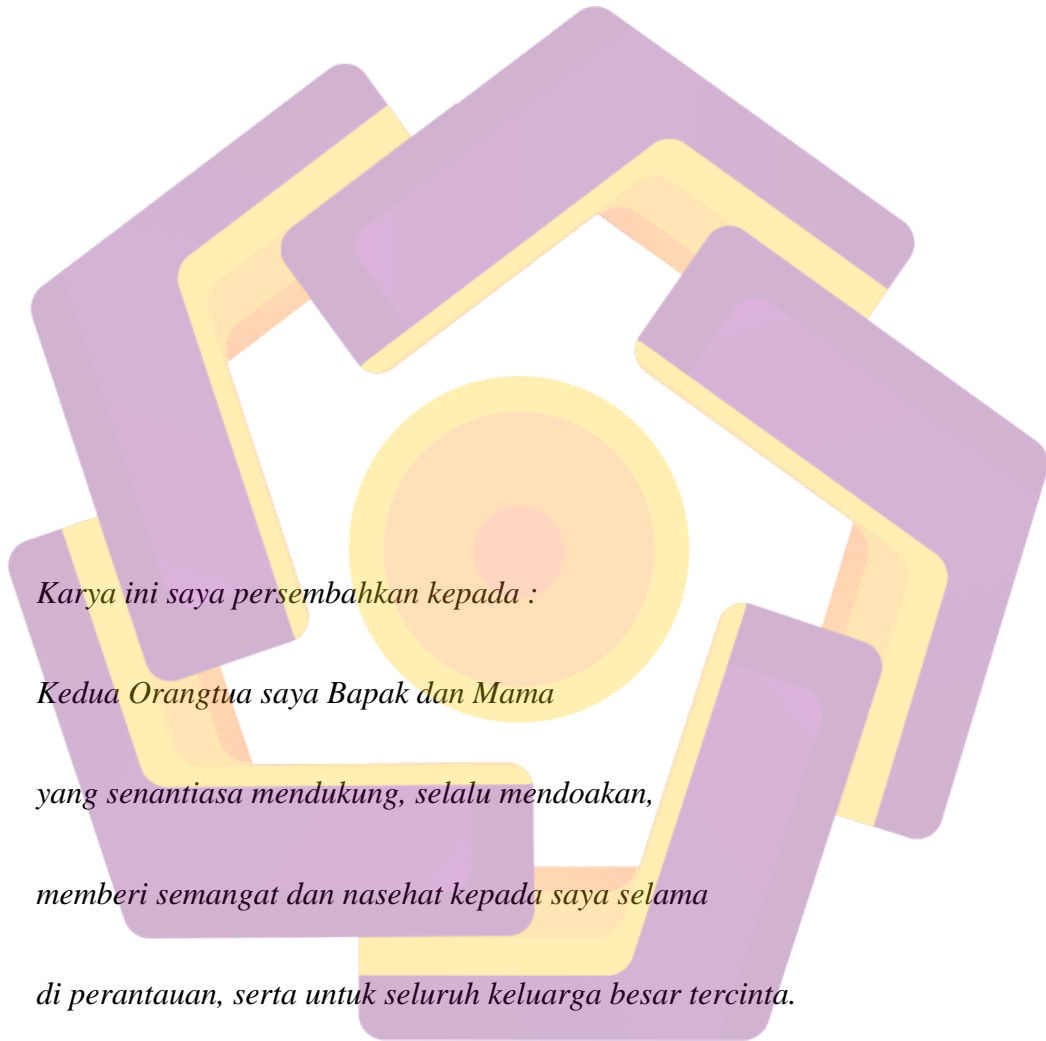 Karya ini saya persembahkan kepada :
Kedua Orangtua saya Bapak dan Mama
yang senantiasa mendukung, selalu mendoakan,
memberi semangat dan nasehat kepada saya selama
di perantauan, serta untuk seluruh keluarga besar tercinta.